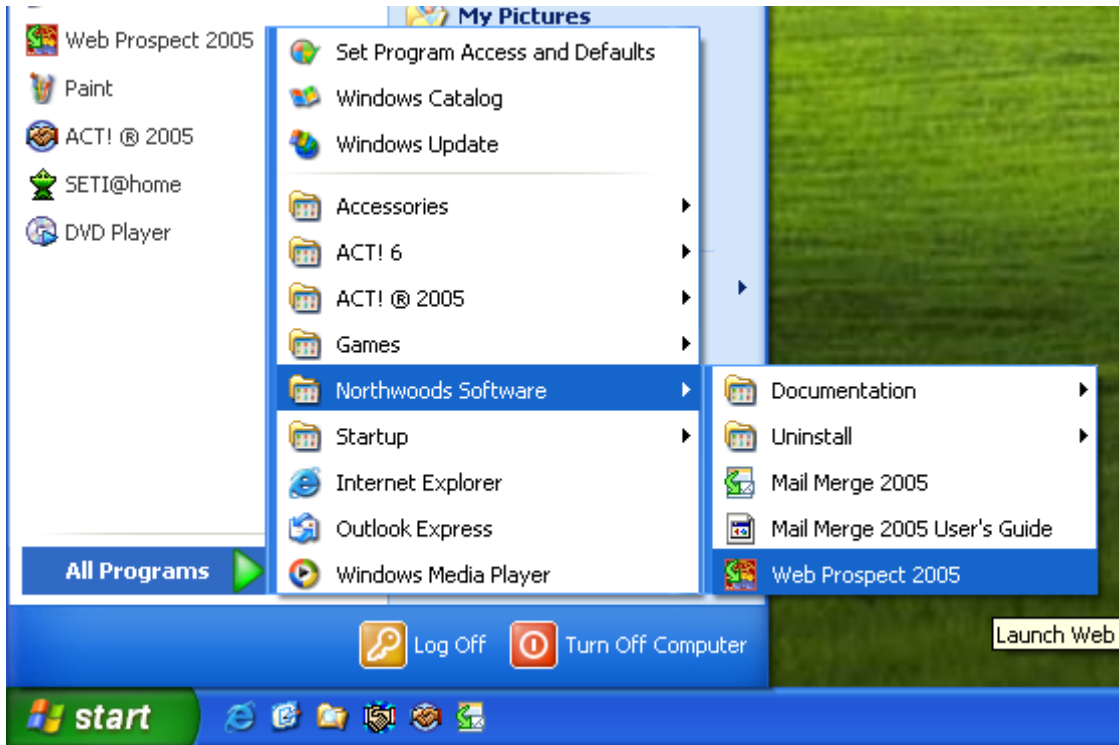 My Pictures
Web Prospect 2005
Paint
ACT! ® 2005
SETI@home
DVD Player
All Programs
Set Program Access and Defaults
Windows Catalog
Windows Update
Accessories
ACT! 6
ACT! ® 2005
Games
Northwoods Software
Startup
Internet Explorer
Outlook Express
Windows Media Player
Documentation
Uninstall
Mail Merge 2005
Mail Merge 2005 User's Guide
Web Prospect 2005
Launch Web
Log Off
Turn Off Computer
start